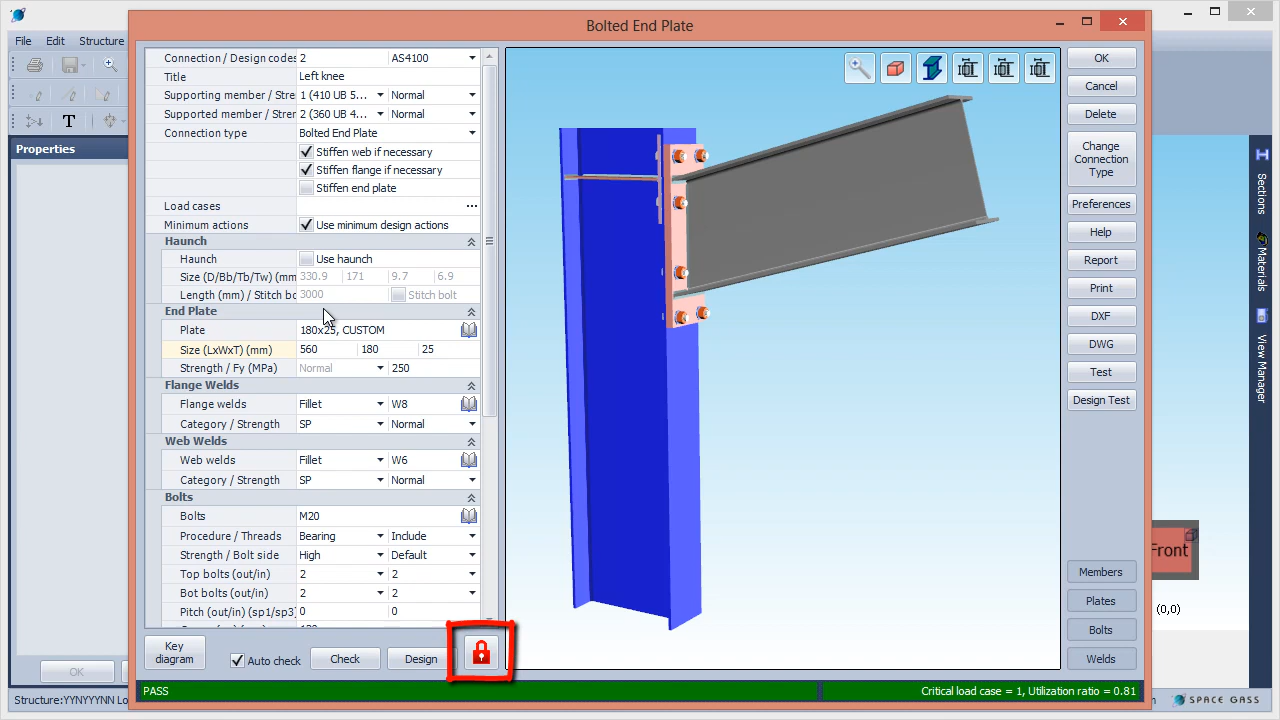 Bolted End Plate
File Edit Structure
T
Properties
OK
Connection / Design codes 2 AS4100
Title Left knee
Supporting member / Stren 1 (410 UB 5... Normal
Supported member / Stren 2 (360 UB 4... Normal
Connection type Bolted End Plate
Stiffen web if necessary
Stiffen flange if necessary
Stiffen end plate
Load cases ...
Minimum actions Use minimum design actions
Haunch
Haunch Use haunch
Size (D/Bb/Tb/Tw) (mm 330.9 171 9.7 6.9
Length (mm) / Stitch bo 3000 Stitch bolt
End Plate
Plate 180x25, CUSTOM
Size (LxWxT) (mm) 560 180 25
Strength / Fy (MPa) Normal 250
Flange Welds
Flange welds Fillet W8
Category / Strength SP Normal
Web Welds
Web welds Fillet W6
Category / Strength SP Normal
Bolts
Bolts M20
Procedure / Threads Bearing Include
Strength / Bolt side High Default
Top bolts (out/in) 2 2
Bot bolts (out/in) 2 2
Pitch (out/in) (sp1/sp3) 0 0
Key diagram
Auto check
Check
Design
OK
Cancel
Delete
Change
Connection
Type
Preferences
Help
Report
Print
DXF
DWG
Test
Design Test
Members
Plates
Bolts
Welds
PASS Critical load case = 1, Utilization ratio = 0.81
Sections
Materials
View Manager
Front
(0,0)
Structure:YYNYYYNN Lo
SPACE GASS